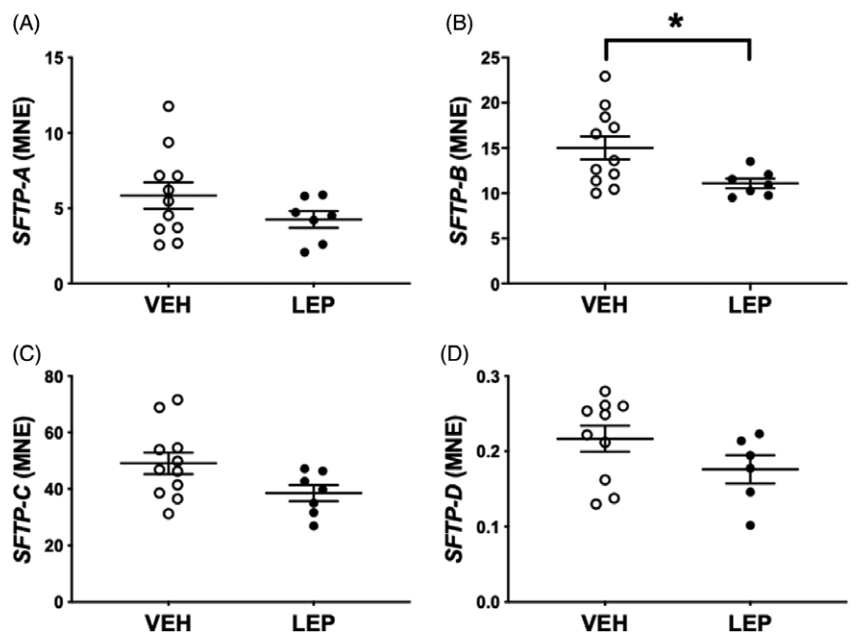 (A)
SFTP-A (MNE)
15
10
5
0
VEH LEP
(B)
*
SFTP-B (MNE)
25
20
15
10
5
0
VEH LEP
(C)
SFTP-C (MNE)
80
60
40
20
0
VEH LEP
(D)
SFTP-D (MNE)
0.3
0.2
0.1
0.0
VEH LEP